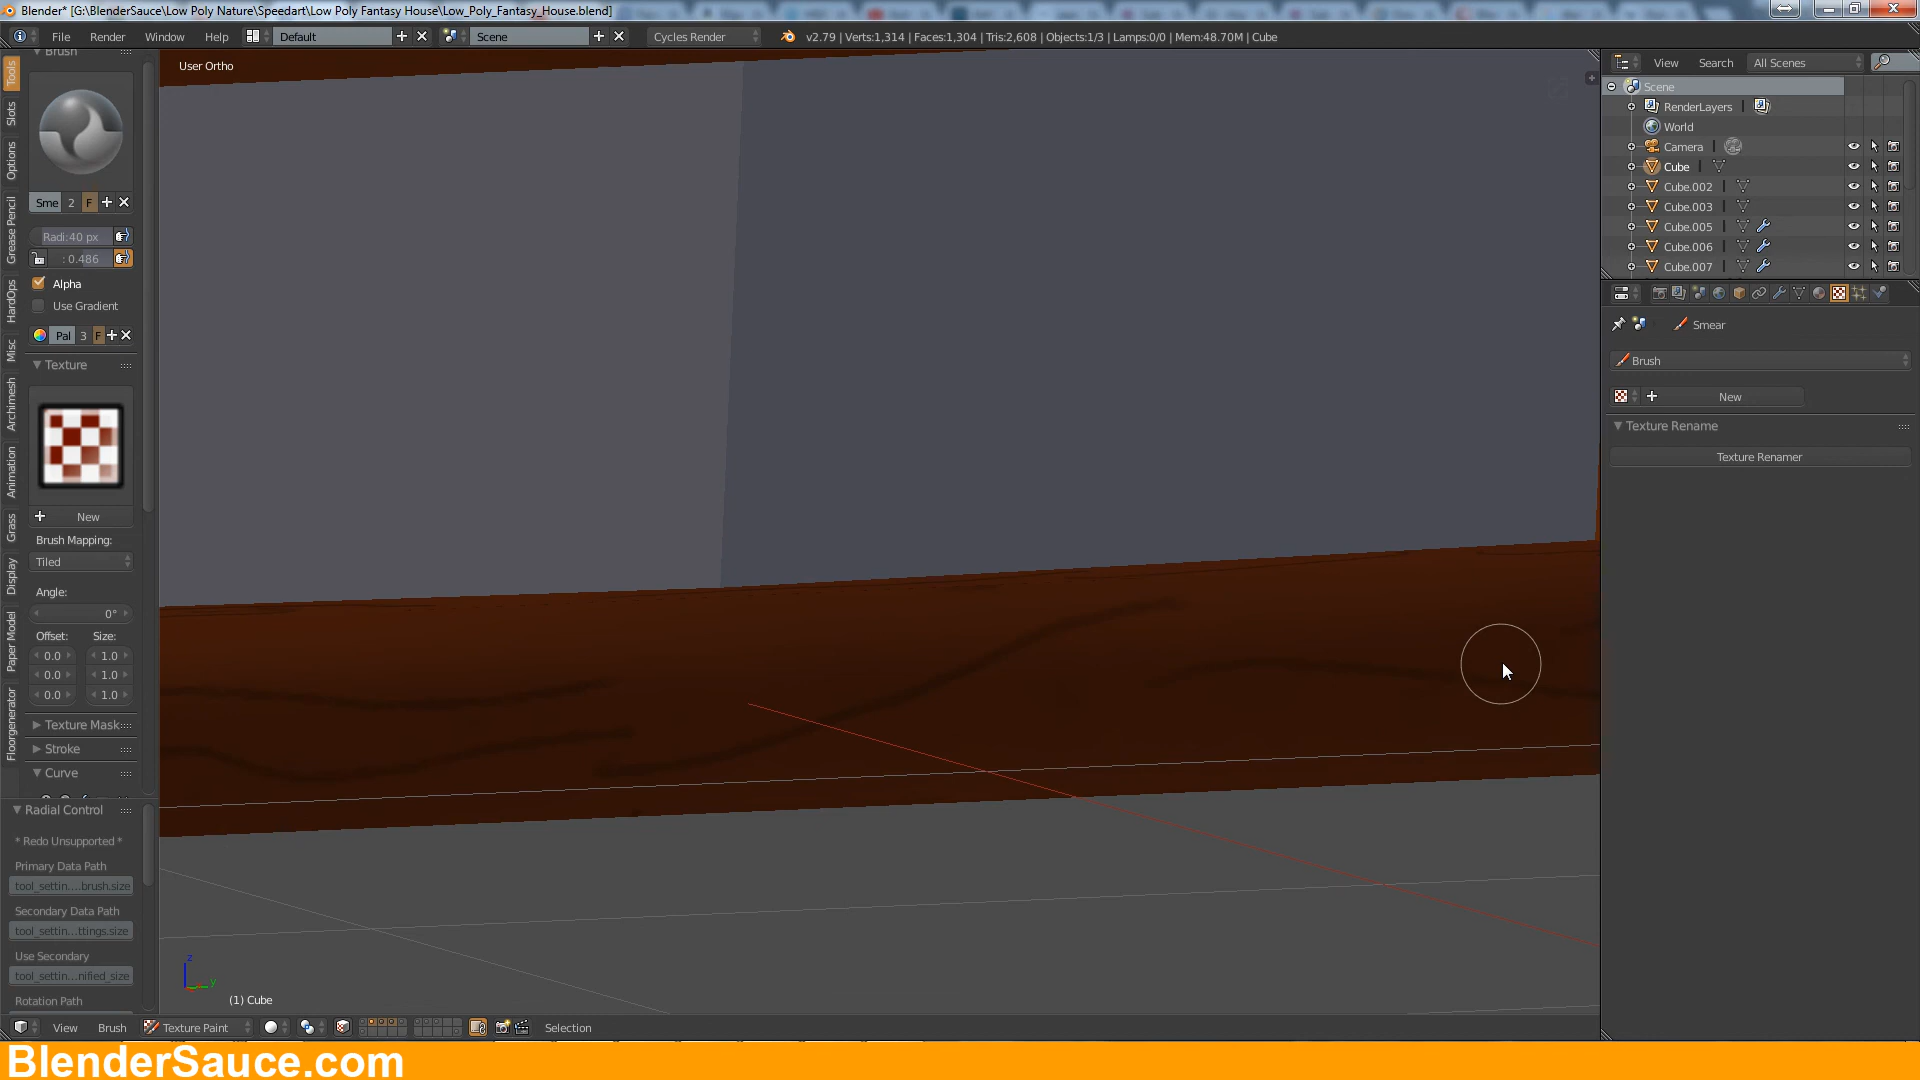 Blender* [G:\BlenderSauce\Low Poly Nature\Speedart\Low Poly Fantasy House\Low_Poly_Fantasy_House.blend]
File Render Window Help Default Scene Cycles Render v2.79 | Verts:1,314 | Faces:1,304 | Tris:2,608 | Objects:1/3 | Lamps:0/0 | Mem:48.70M | Cube
Brush
User Ortho
Tools
Slots
Options
Grease Pencil
HardOps
Misc
Archimesh
Animation
Grass
Display
Paper Model
Floorgenerator
Sme 2 F
Radi:40 px
: 0.486
Alpha
Use Gradient
Pal 3 F
Texture
New
Brush Mapping:
Tiled
Angle:
0°
Offset: Size:
0.0 1.0
0.0 1.0
0.0 1.0
Texture Mask
Stroke
Curve
Radial Control
* Redo Unsupported *
Primary Data Path
tool_settin....brush.size
Secondary Data Path
tool_settin...ttings.size
Use Secondary
tool_settin...nified_size
Rotation Path
z
y
(1) Cube
View Brush Texture Paint Selection
View Search All Scenes
Scene
RenderLayers
World
Camera
Cube
Cube.002
Cube.003
Cube.005
Cube.006
Cube.007
Smear
Brush
New
Texture Rename
Texture Renamer
BlenderSauce.com